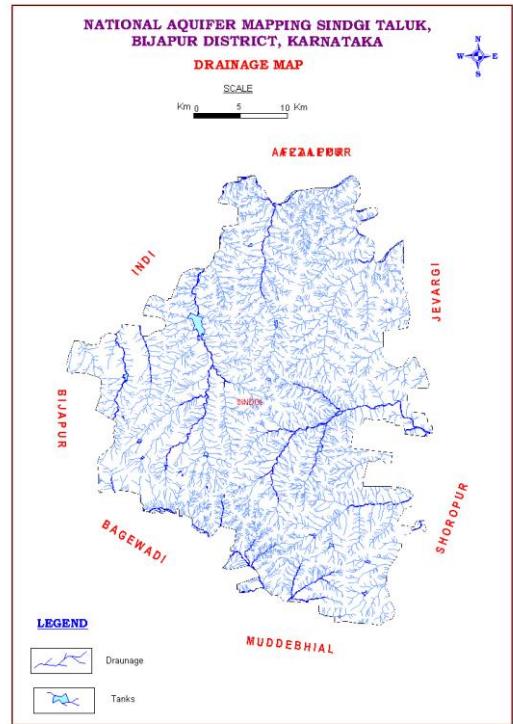 NATIONAL AQUIFER MAPPING SINDGI TALUK,
BIJAPUR DISTRICT, KARNATAKA
DRAINAGE MAP
N
W E
S
SCALE
Km 0 5 10 Km
INDI
JEVARGI
BIJAPUR
SINDGI
BAGEWADI
SHOROPUR
MUDDEBHIAL
LEGEND
Draunage
Tanks